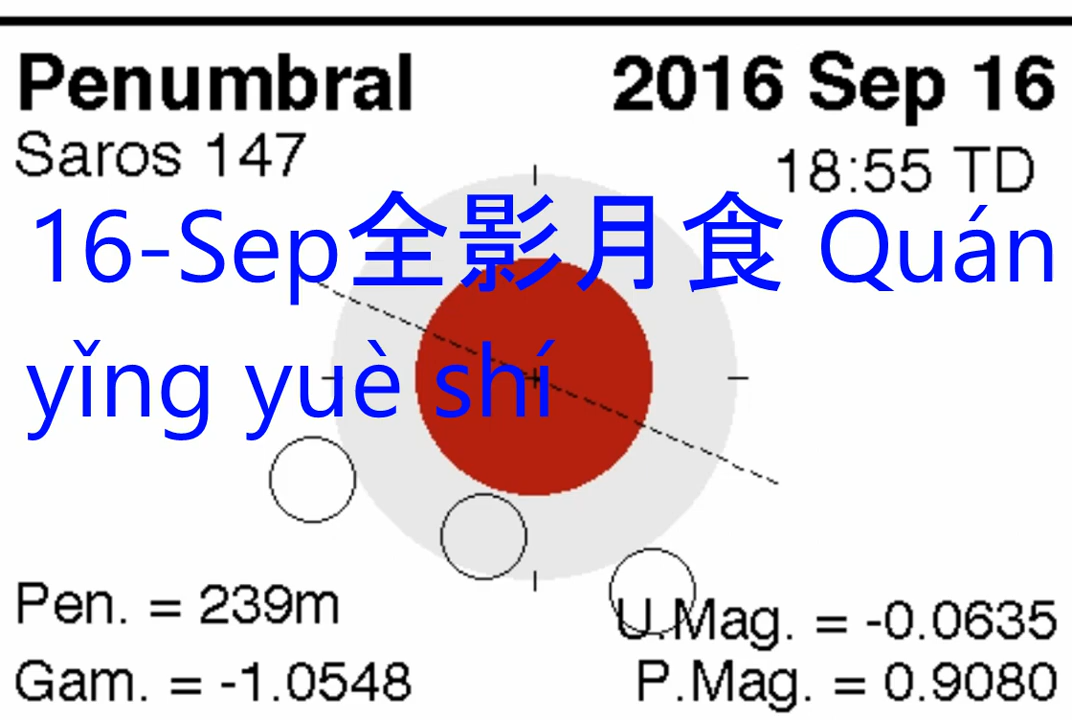 Penumbral
2016 Sep 16
Saros 147
18:55 TD
16-Sep全影月食 Quán
yǐng yuè shí
Pen. = 239m
U.Mag. = -0.0635
Gam. = -1.0548
P.Mag. = 0.9080